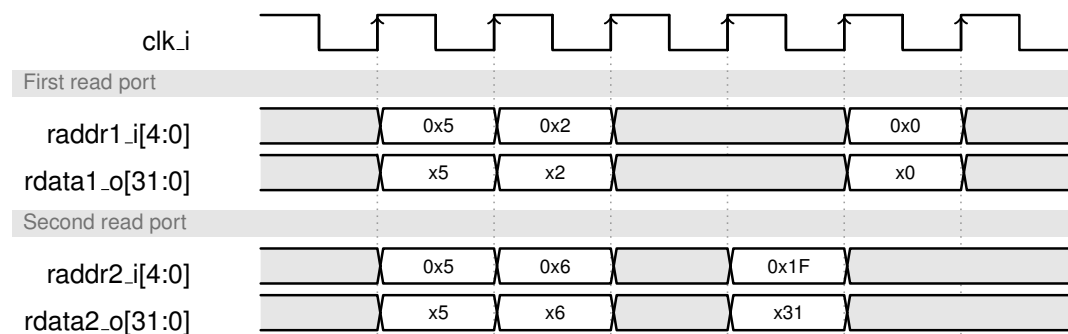 clk_i
First read port
raddr1_i[4:0] 0x5 0x2 0x0
rdata1_o[31:0] x5 x2 x0
Second read port
raddr2_i[4:0] 0x5 0x6 0x1F
rdata2_o[31:0] x5 x6 x31